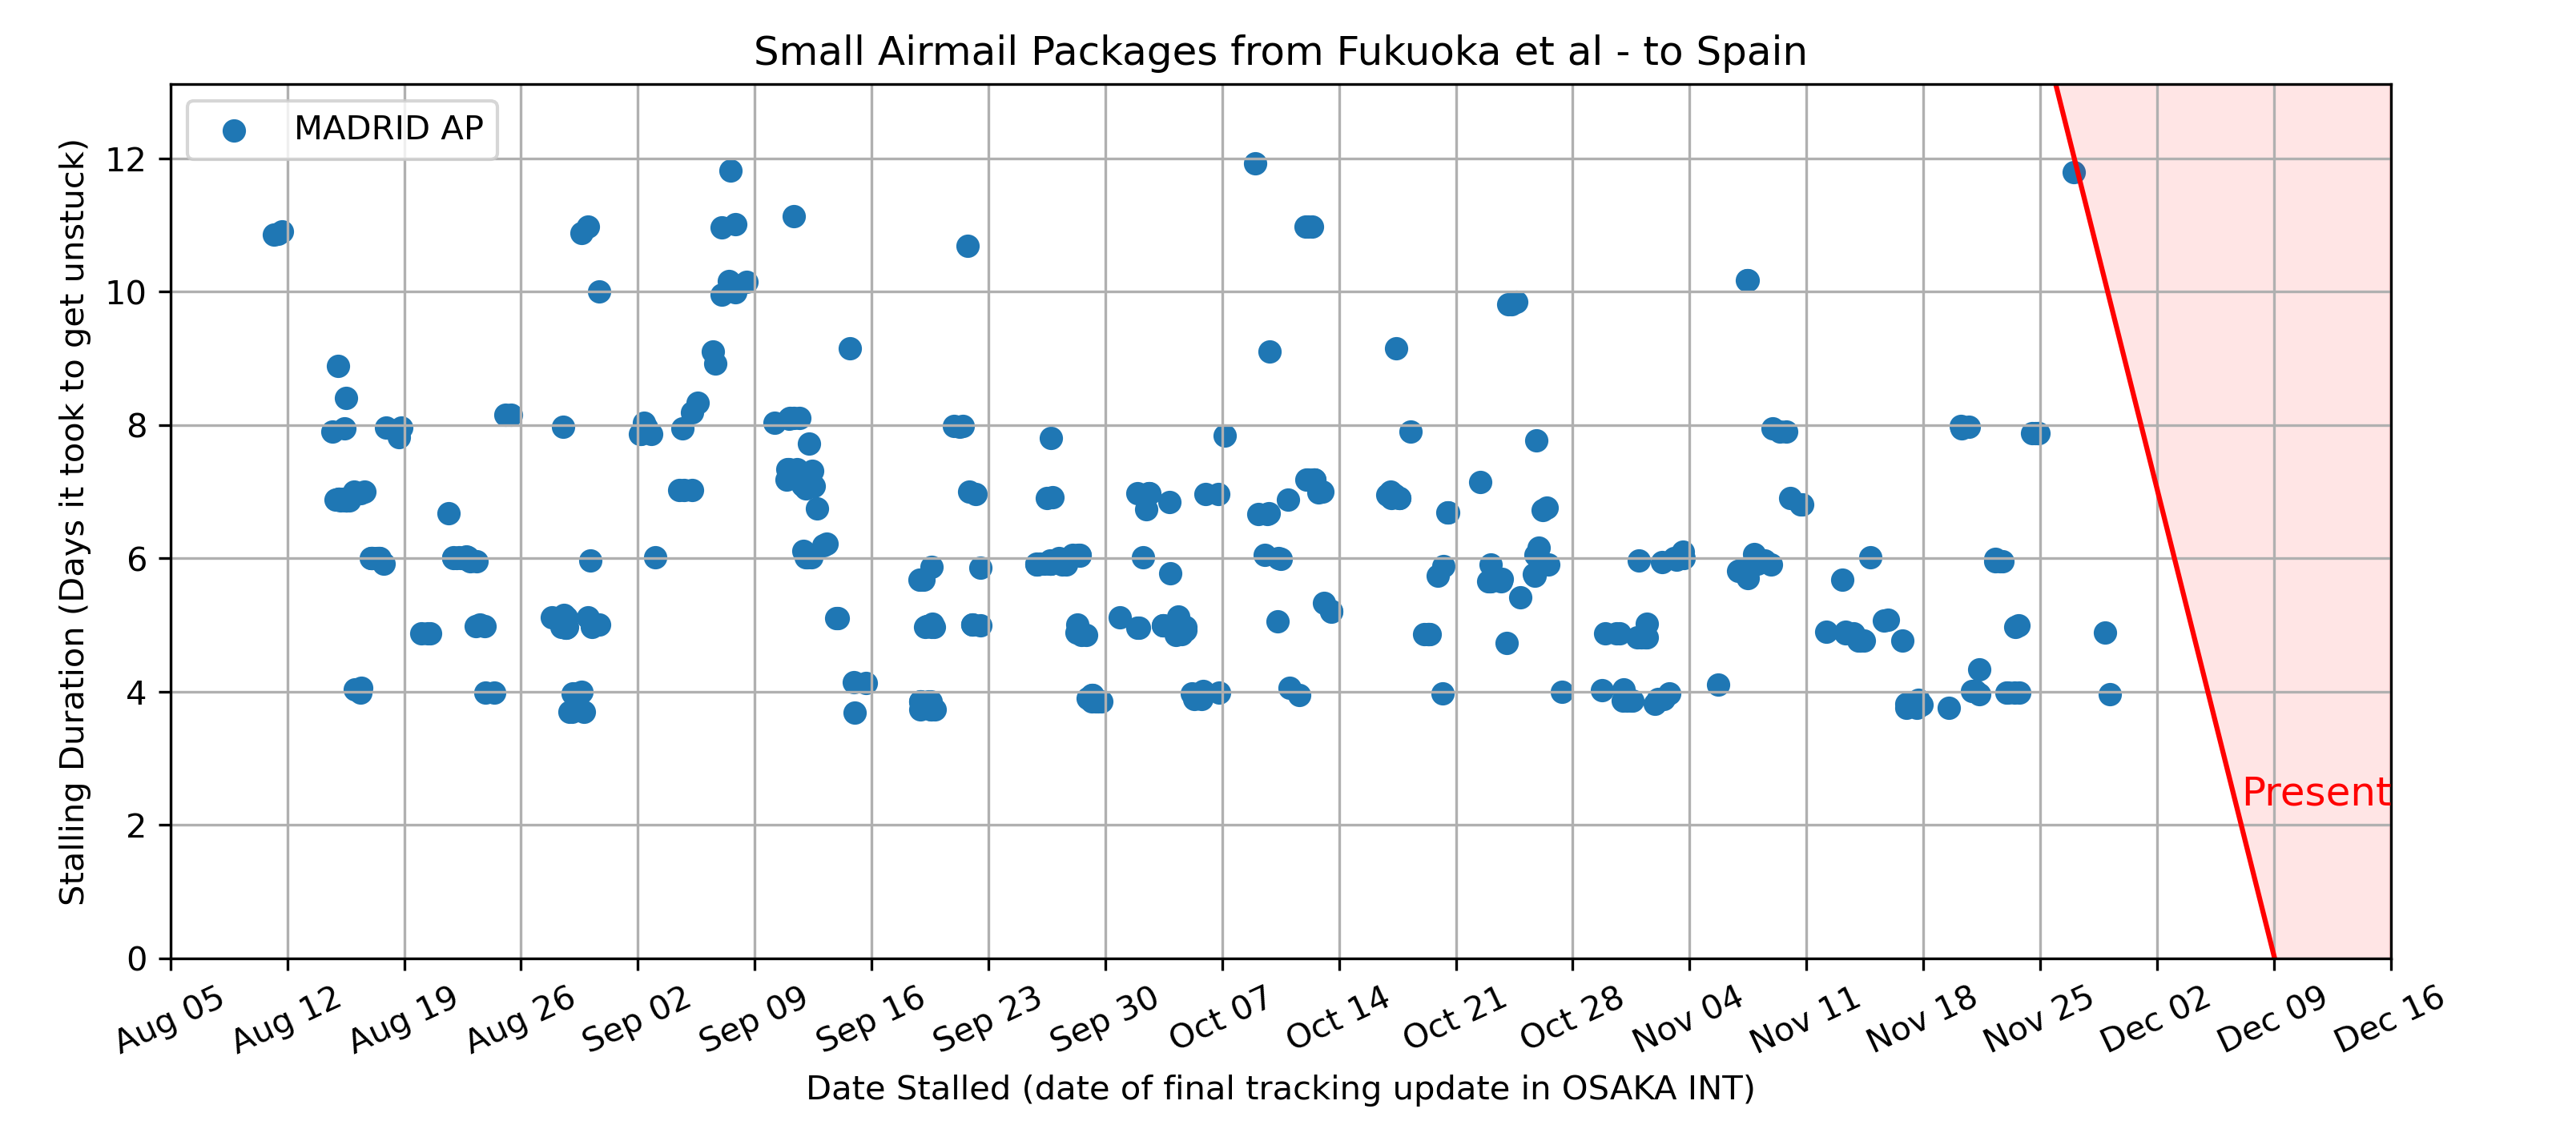 Small Airmail Packages from Fukuoka et al - to Spain
MADRID AP
Stalling Duration (Days it took to get unstuck)
12
10
8
6
4
2
0
Present
Aug 05
Aug 12
Aug 19
Aug 26
Sep 02
Sep 09
Sep 16
Sep 23
Sep 30
Oct 07
Oct 14
Oct 21
Oct 28
Nov 04
Nov 11
Nov 18
Nov 25
Dec 02
Dec 09
Dec 16
Date Stalled (date of final tracking update in OSAKA INT)